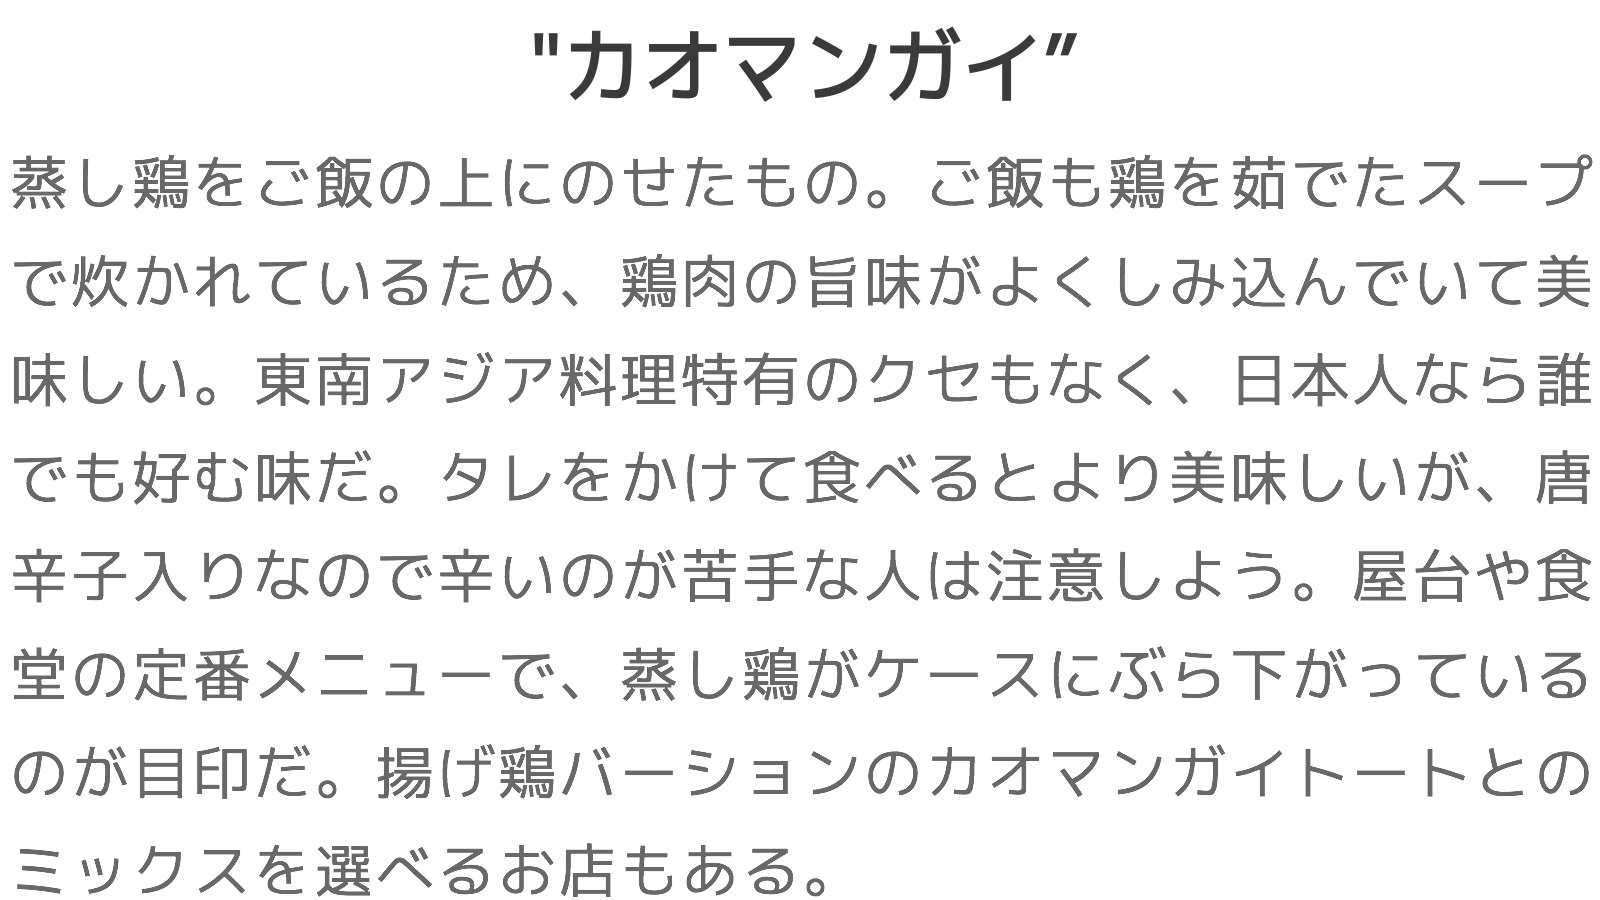 "カオマンガイ”
蒸し鶏をご飯の上にのせたもの。ご飯も鶏を茹でたスープ
で炊かれているため、鶏肉の旨味がよくしみ込んでいて美
味しい。東南アジア料理特有のクセもなく、日本人なら誰
でも好む味だ。タレをかけて食べるとより美味しいが、唐
辛子入りなので辛いのが苦手な人は注意しよう。屋台や食
堂の定番メニューで、蒸し鶏がケースにぶら下がっている
のが目印だ。揚げ鶏バーションのカオマンガイトートとの
ミックスを選べるお店もある。